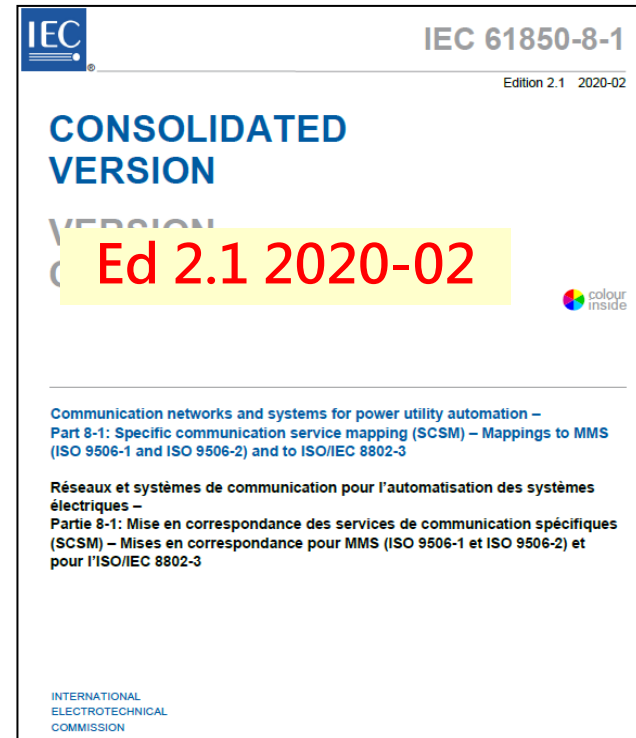 IEC
®
IEC 61850-8-1
Edition 2.1 2020-02
CONSOLIDATED
VERSION
VERSION
Ed 2.1 2020-02
colour
inside
Communication networks and systems for power utility automation –
Part 8-1: Specific communication service mapping (SCSM) – Mappings to MMS
(ISO 9506-1 and ISO 9506-2) and to ISO/IEC 8802-3
Réseaux et systèmes de communication pour l'automatisation des systèmes
électriques –
Partie 8-1: Mise en correspondance des services de communication spécifiques
(SCSM) – Mises en correspondance pour MMS (ISO 9506-1 et ISO 9506-2) et
pour l'ISO/IEC 8802-3
INTERNATIONAL
ELECTROTECHNICAL
COMMISSION